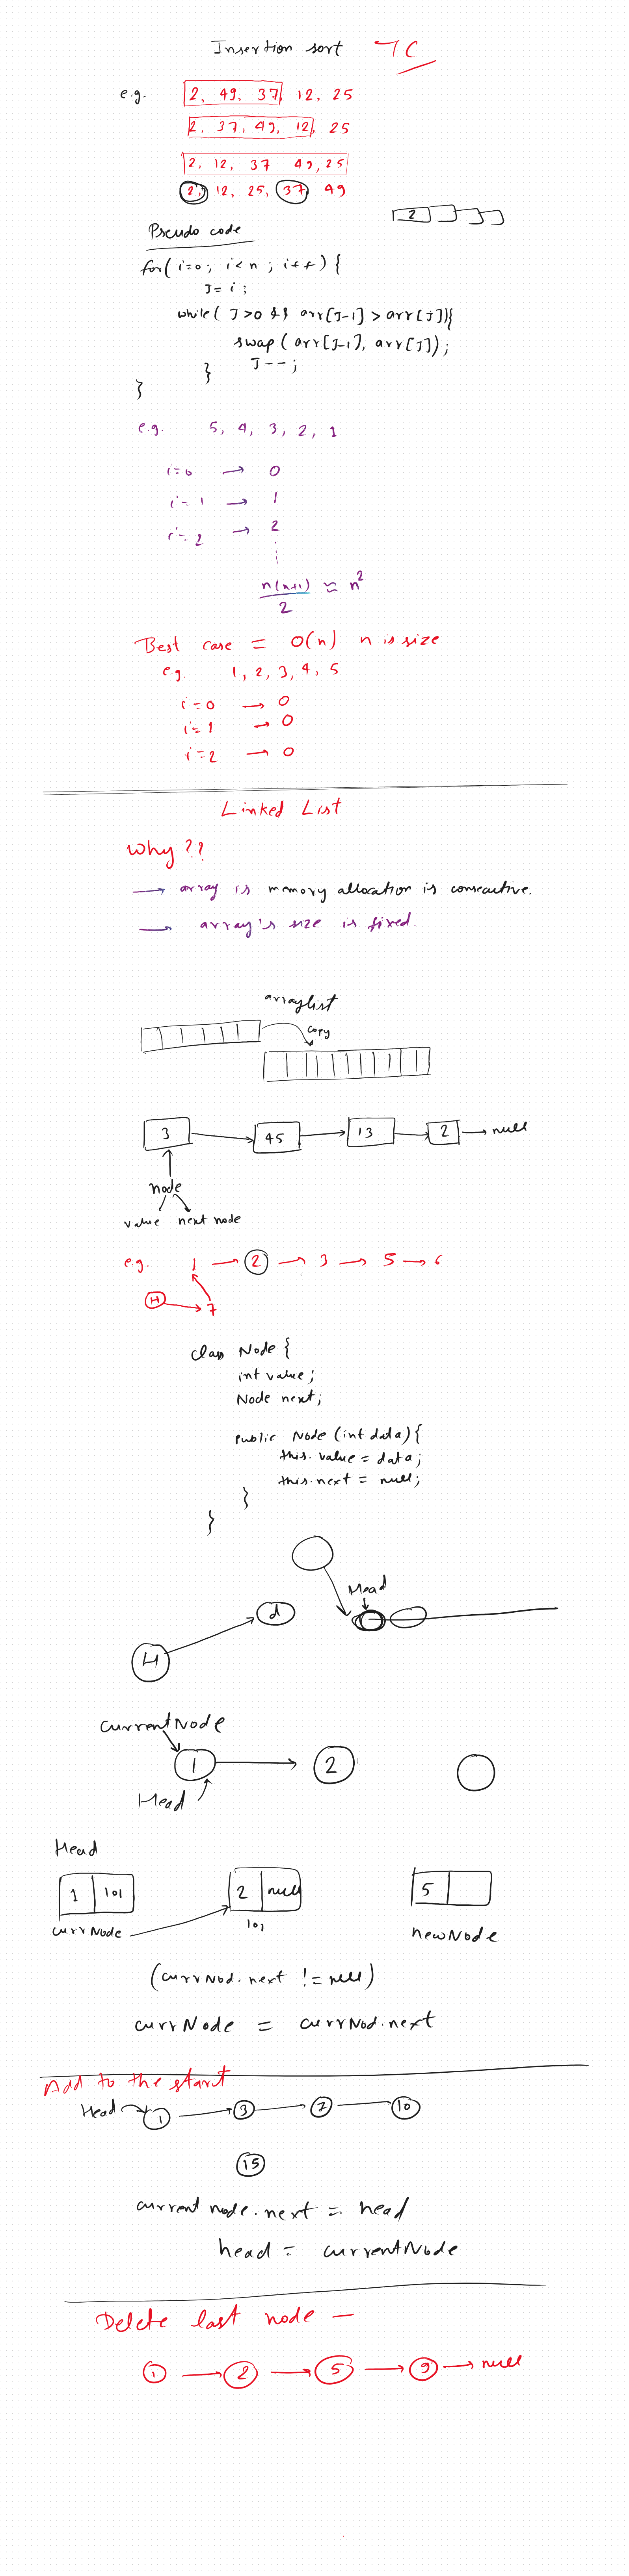 Insertion sort TC
e.g. 2, 49, 37, 12, 25
2, 37, 49, 12, 25
2, 12, 37 49, 25
2, 12, 25, 37, 49
2
Pseudo code
for( i=0; i<n ; i++ ) {
J= i ;
while( J>0 && arr[J-1] > arr[j]){
swap( arr[J-1], arr[J]);
J--;
}
}
e.g. 5, 4, 3, 2, 1
i=0 → 0
i=1 → 1
i=2 → 2
⋮
n(n+1)/2 ≈ n²
Best case = O(n) n is size
eg. 1, 2, 3, 4, 5
i=0 → 0
i=1 → 0
i=2 → 0
Linked List
Why ??
→ array is memory allocation is consecutive.
→ array's size is fixed.
arraylist
copy
3 → 45 → 13 → 2 → null
node
value next node
e.g. 1 → 2 → 3 → 5 → 6
H → 7
class Node {
int value;
Node next;
public Node (int data) {
this.value = data;
this.next = null;
}
}
Head
d
H
currentNode
1 → 2
Head
Head
1 101 2 null 5
currNode 101 newNode
(currNod.next != null)
currNode = currNod.next
Add to the start
Head → 1 → 3 → 7 — 10
15
current node.next = head
head = currentNode
Delete last node —
1 → 2 → 5 → 9 → null